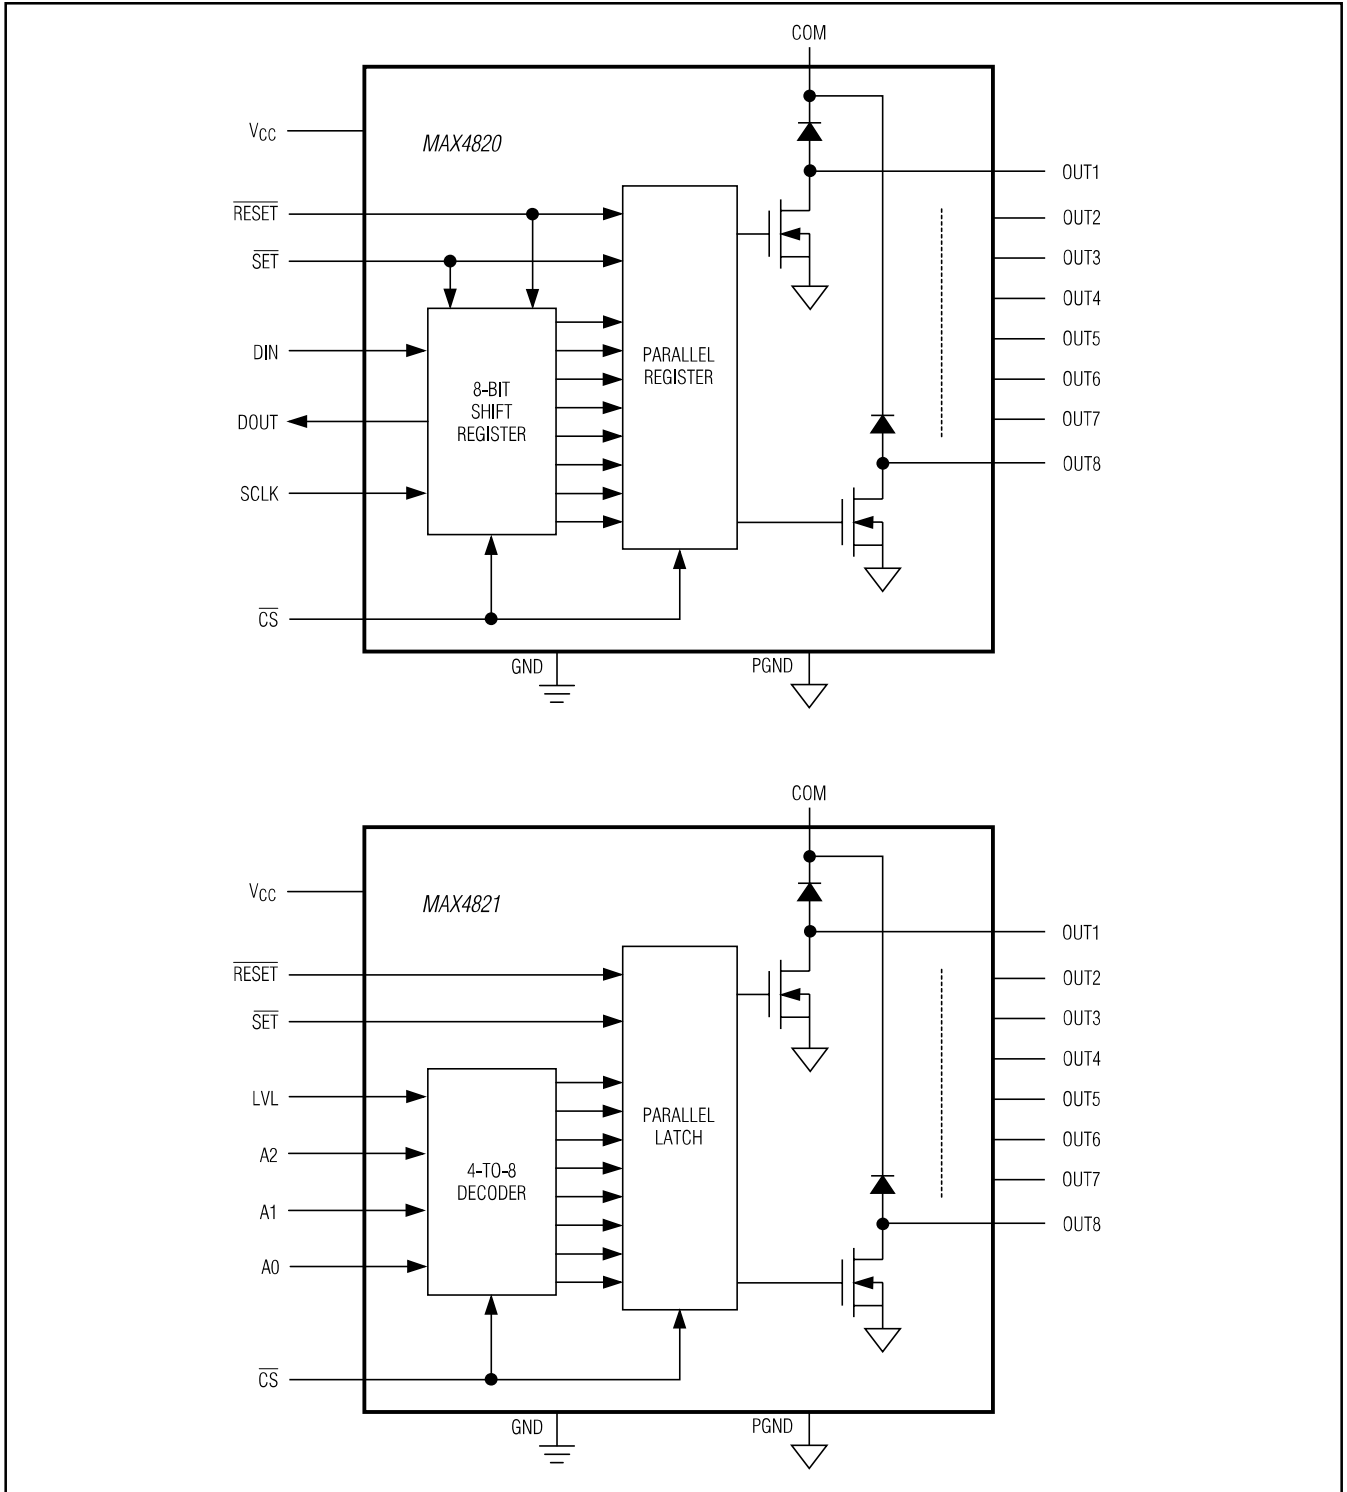 COM
VCC
MAX4820
RESET
SET
DIN
DOUT
SCLK
CS
8-BIT
SHIFT
REGISTER
PARALLEL
REGISTER
OUT1
OUT2
OUT3
OUT4
OUT5
OUT6
OUT7
OUT8
GND
PGND
COM
VCC
MAX4821
RESET
SET
LVL
A2
A1
A0
CS
4-TO-8
DECODER
PARALLEL
LATCH
OUT1
OUT2
OUT3
OUT4
OUT5
OUT6
OUT7
OUT8
GND
PGND